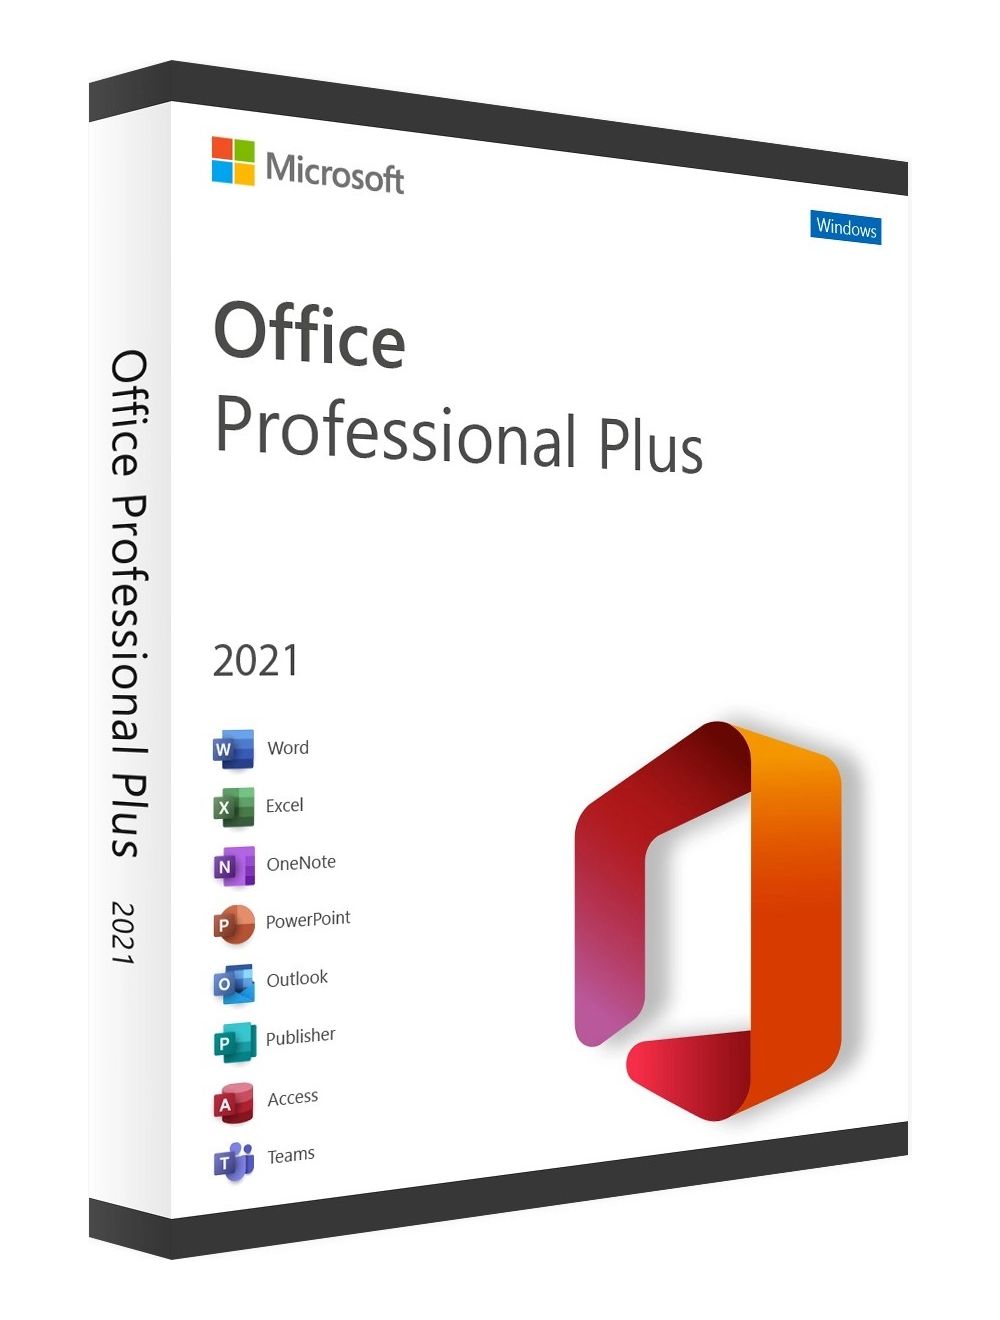 Microsoft
Windows
Office
Professional Plus
2021
W Word
X Excel
N OneNote
P PowerPoint
O Outlook
P Publisher
A Access
T Teams
Office Professional Plus 2021